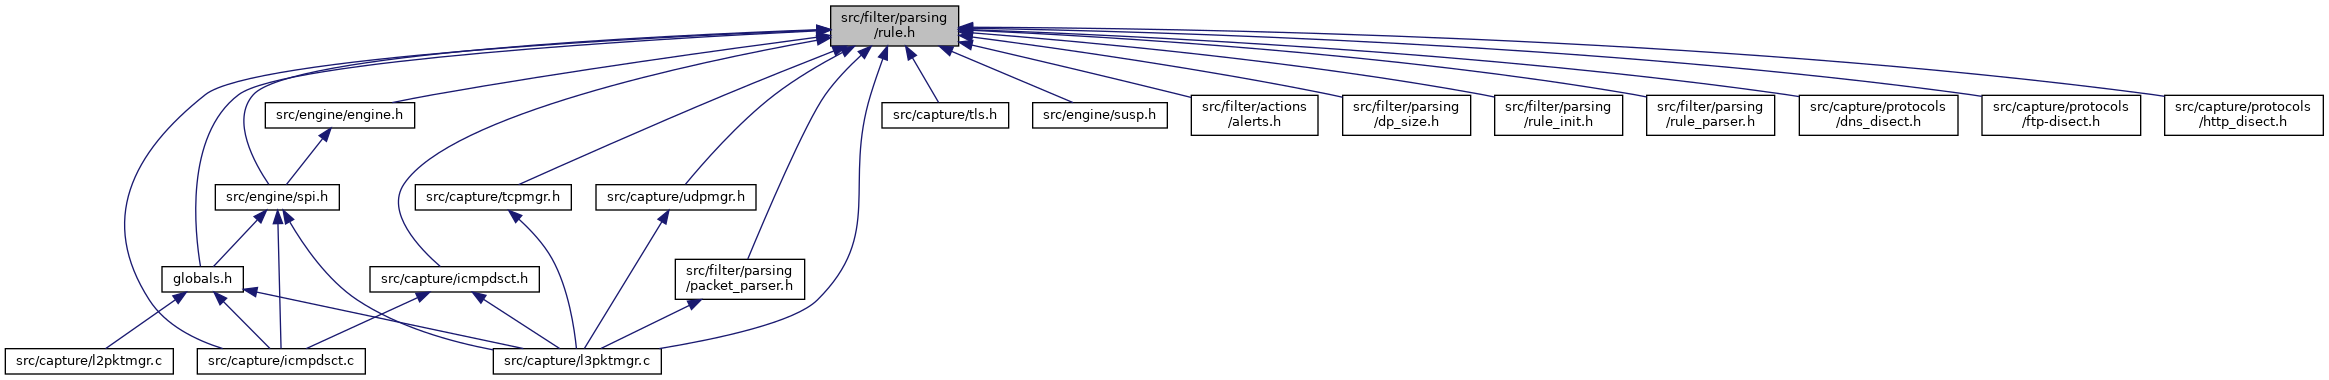 src/filter/parsing
/rule.h
src/engine/engine.h
src/capture/tls.h
src/engine/susp.h
src/filter/actions
/alerts.h
src/filter/parsing
/dp_size.h
src/filter/parsing
/rule_init.h
src/filter/parsing
/rule_parser.h
src/capture/protocols
/dns_disect.h
src/capture/protocols
/ftp-disect.h
src/capture/protocols
/http_disect.h
src/engine/spi.h
src/capture/tcpmgr.h
src/capture/udpmgr.h
globals.h
src/capture/icmpdsct.h
src/filter/parsing
/packet_parser.h
src/capture/l2pktmgr.c
src/capture/icmpdsct.c
src/capture/l3pktmgr.c